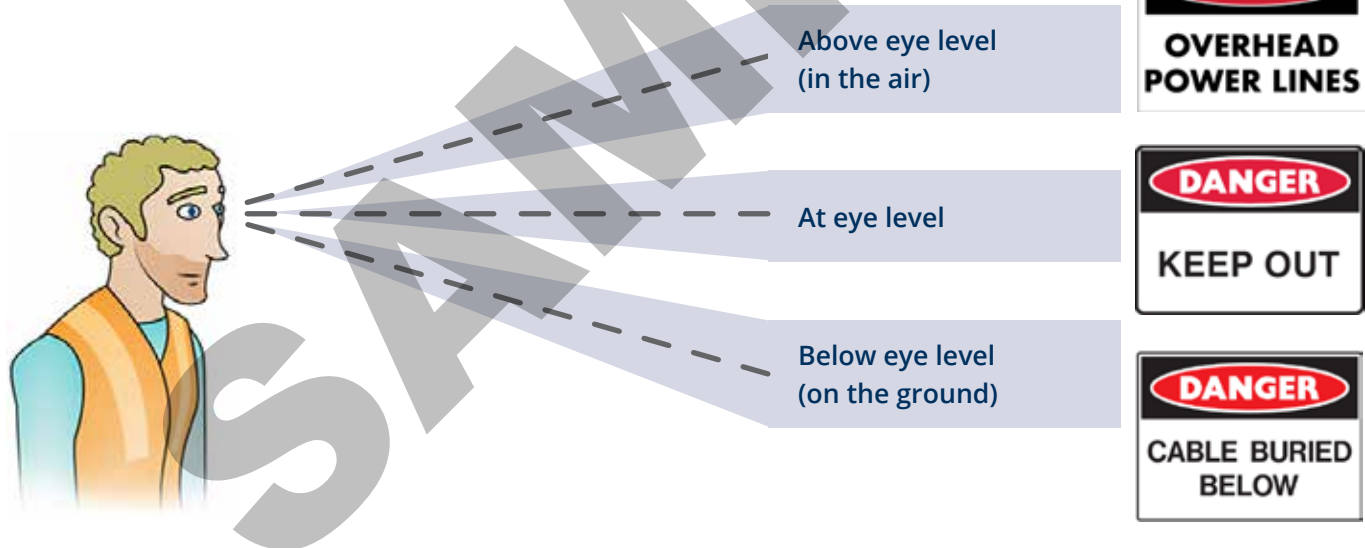 Above eye level
(in the air)
OVERHEAD
POWER LINES
At eye level
DANGER
KEEP OUT
Below eye level
(on the ground)
DANGER
CABLE BURIED
BELOW